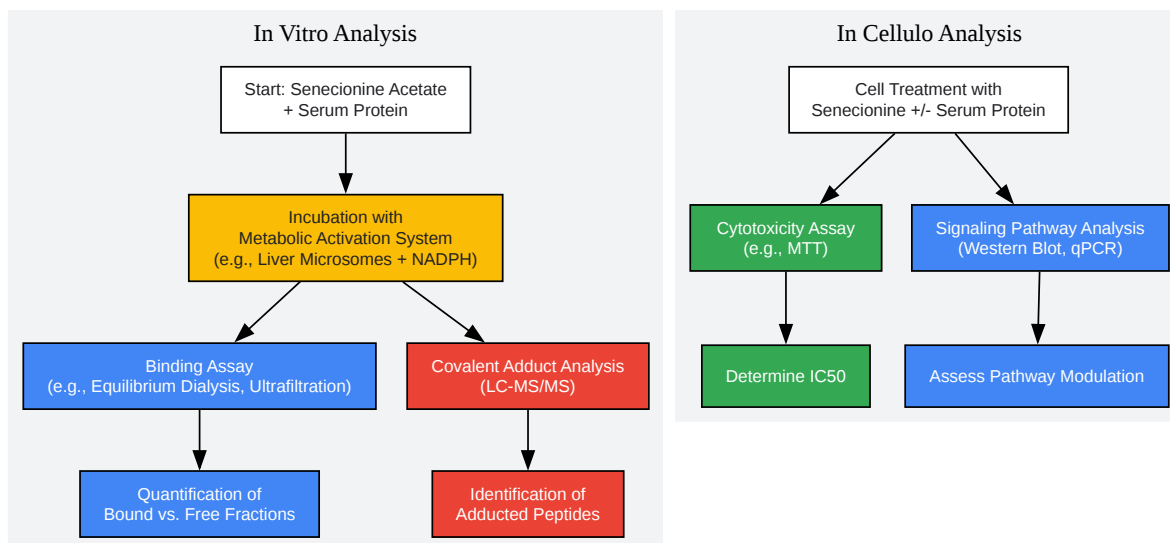 In Vitro Analysis
Start: Senecionine Acetate
+ Serum Protein
Incubation with
Metabolic Activation System
(e.g., Liver Microsomes + NADPH)
Binding Assay
(e.g., Equilibrium Dialysis, Ultrafiltration)
Covalent Adduct Analysis
(LC-MS/MS)
Quantification of
Bound vs. Free Fractions
Identification of
Adducted Peptides
In Cellulo Analysis
Cell Treatment with
Senecionine +/- Serum Protein
Cytotoxicity Assay
(e.g., MTT)
Signaling Pathway Analysis
(Western Blot, qPCR)
Determine IC50
Assess Pathway Modulation